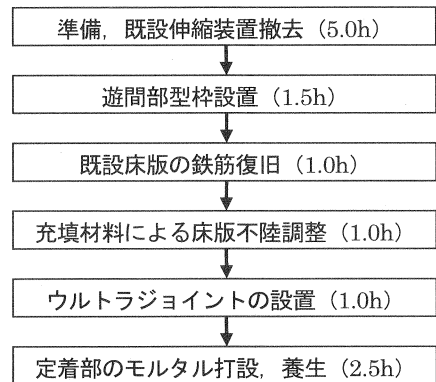 準備，既設伸縮装置撤去（5.0h）
遊間部型枠設置（1.5h）
既設床版の鉄筋復旧（1.0h）
充填材料による床版不陸調整（1.0h）
ウルトラジョイントの設置（1.0h）
定着部のモルタル打設，養生（2.5h）